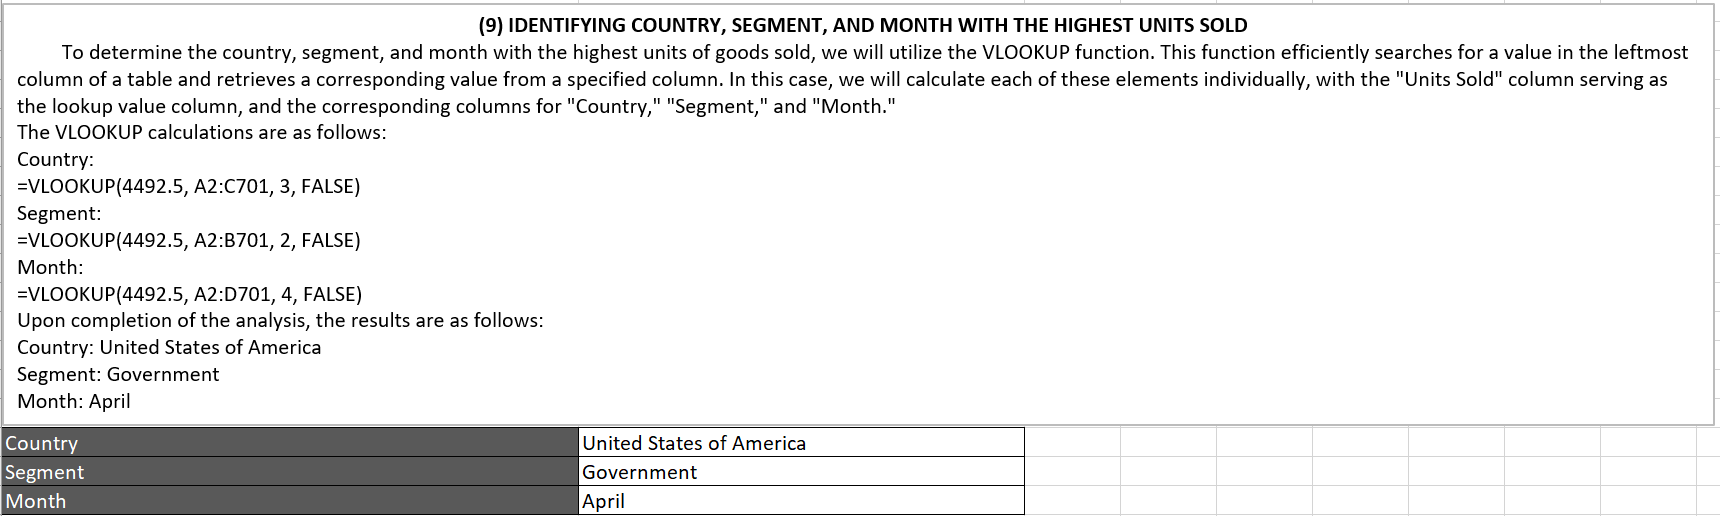 (9) IDENTIFYING COUNTRY, SEGMENT, AND MONTH WITH THE HIGHEST UNITS SOLD
To determine the country, segment, and month with the highest units of goods sold, we will utilize the VLOOKUP function. This function efficiently searches for a value in the leftmost
column of a table and retrieves a corresponding value from a specified column. In this case, we will calculate each of these elements individually, with the "Units Sold" column serving as
the lookup value column, and the corresponding columns for "Country," "Segment," and "Month."
The VLOOKUP calculations are as follows:
Country:
=VLOOKUP(4492.5, A2:C701, 3, FALSE)
Segment:
=VLOOKUP(4492.5, A2:B701, 2, FALSE)
Month:
=VLOOKUP(4492.5, A2:D701, 4, FALSE)
Upon completion of the analysis, the results are as follows:
Country: United States of America
Segment: Government
Month: April
Country United States of America
Segment Government
Month April